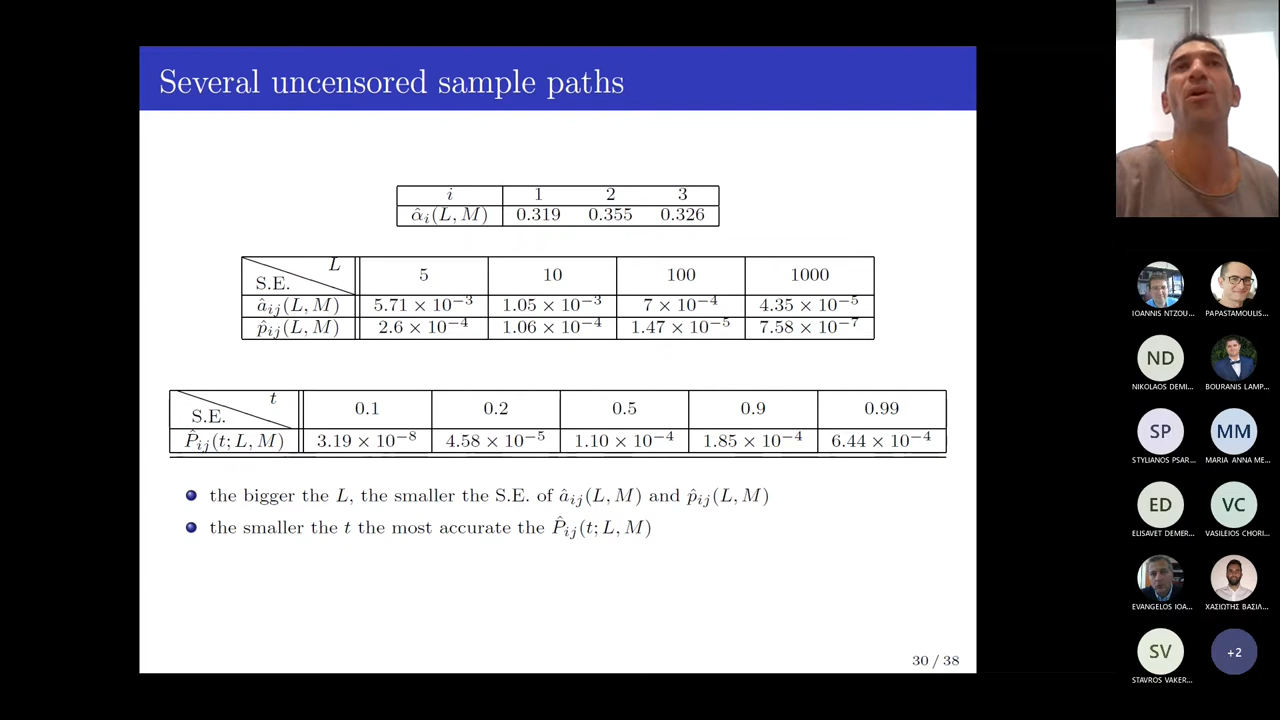 Several uncensored sample paths
i 1 2 3
α̂ᵢ(L, M) 0.319 0.355 0.326
L
S.E. 5 10 100 1000
âᵢⱼ(L, M) 5.71 × 10⁻³ 1.05 × 10⁻³ 7 × 10⁻⁴ 4.35 × 10⁻⁵
p̂ᵢⱼ(L, M) 2.6 × 10⁻⁴ 1.06 × 10⁻⁴ 1.47 × 10⁻⁵ 7.58 × 10⁻⁷
t
S.E. 0.1 0.2 0.5 0.9 0.99
P̂ᵢⱼ(t; L, M) 3.19 × 10⁻⁸ 4.58 × 10⁻⁵ 1.10 × 10⁻⁴ 1.85 × 10⁻⁴ 6.44 × 10⁻⁴
the bigger the L, the smaller the S.E. of âᵢⱼ(L, M) and p̂ᵢⱼ(L, M)
the smaller the t the most accurate the P̂ᵢⱼ(t; L, M)
30 / 38
IOANNIS NTZOU... PAPASTAMOULIS...
ND
NIKOLAOS DEMI... BOURANIS LAMP...
SP MM
STYLIANOS PSAR... MARIA ANNA ME...
ED VC
ELISAVET DEMER... VASILEIOS CHORI...
EVANGELOS IOA... ΧΑΣΙΩΤΗΣ ΒΑΣΙΛ...
SV +2
STAVROS VAKER...